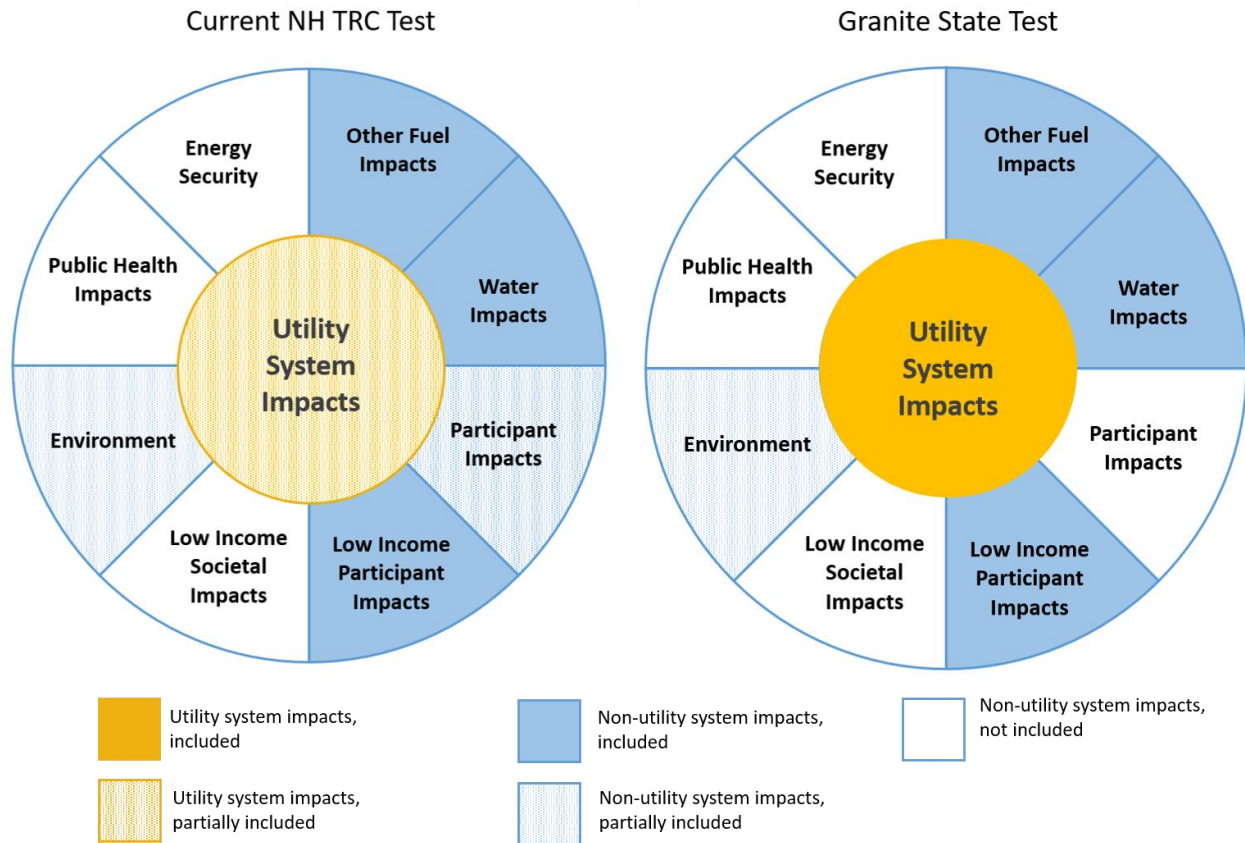 Current NH TRC Test
Energy
Security
Other Fuel
Impacts
Public Health
Impacts
Water
Impacts
Utility
System
Impacts
Environment
Participant
Impacts
Low Income
Societal
Impacts
Low Income
Participant
Impacts
Granite State Test
Energy
Security
Other Fuel
Impacts
Public Health
Impacts
Water
Impacts
Utility
System
Impacts
Environment
Participant
Impacts
Low Income
Societal
Impacts
Low Income
Participant
Impacts
Utility system impacts,
included
Non-utility system impacts,
included
Non-utility system impacts,
not included
Utility system impacts,
partially included
Non-utility system impacts,
partially included